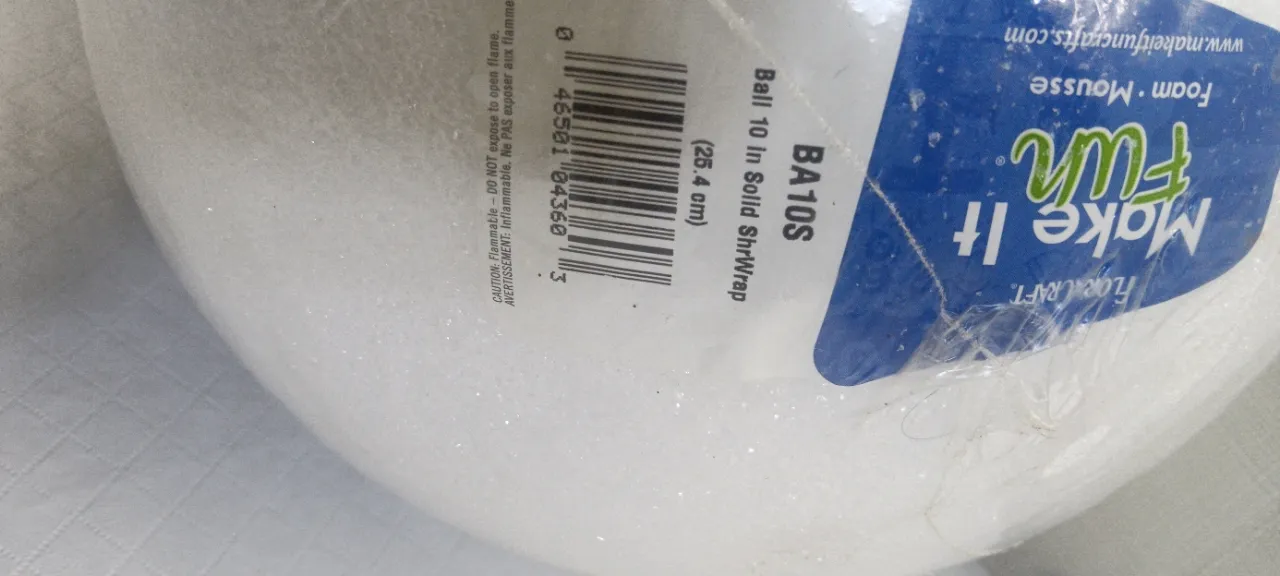 FLORACRAFT.
Make It
Fun®
Foam • Mousse
www.makeitfuncrafts.com
BA10S
Ball 10 in Solid ShrWrap
(25.4 cm)
0 46501 04360 3
CAUTION: Flammable – DO NOT expose to open flame.
AVERTISSEMENT: Inflammable. Ne PAS exposer aux flamme